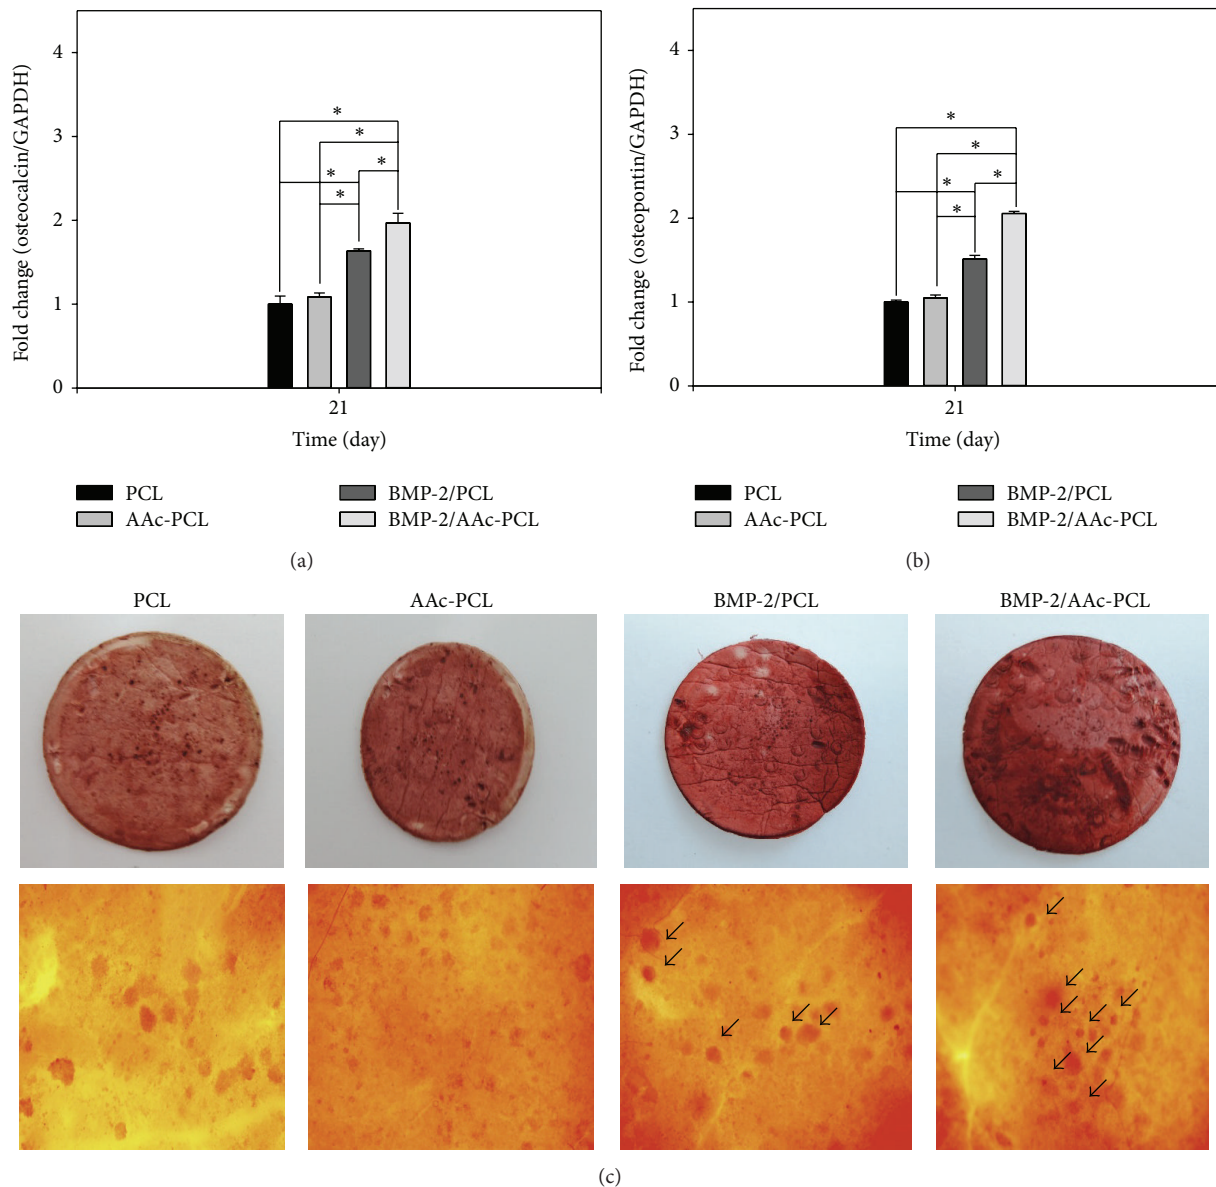 Fold change (osteocalcin/GAPDH)
4
3
2
1
0
*
*
*
*
*
21
Time (day)
PCL
AAc-PCL
BMP-2/PCL
BMP-2/AAc-PCL
(a)
Fold change (osteopontin/GAPDH)
4
3
2
1
0
*
*
*
*
*
21
Time (day)
PCL
AAc-PCL
BMP-2/PCL
BMP-2/AAc-PCL
(b)
PCL
AAc-PCL
BMP-2/PCL
BMP-2/AAc-PCL
(c)